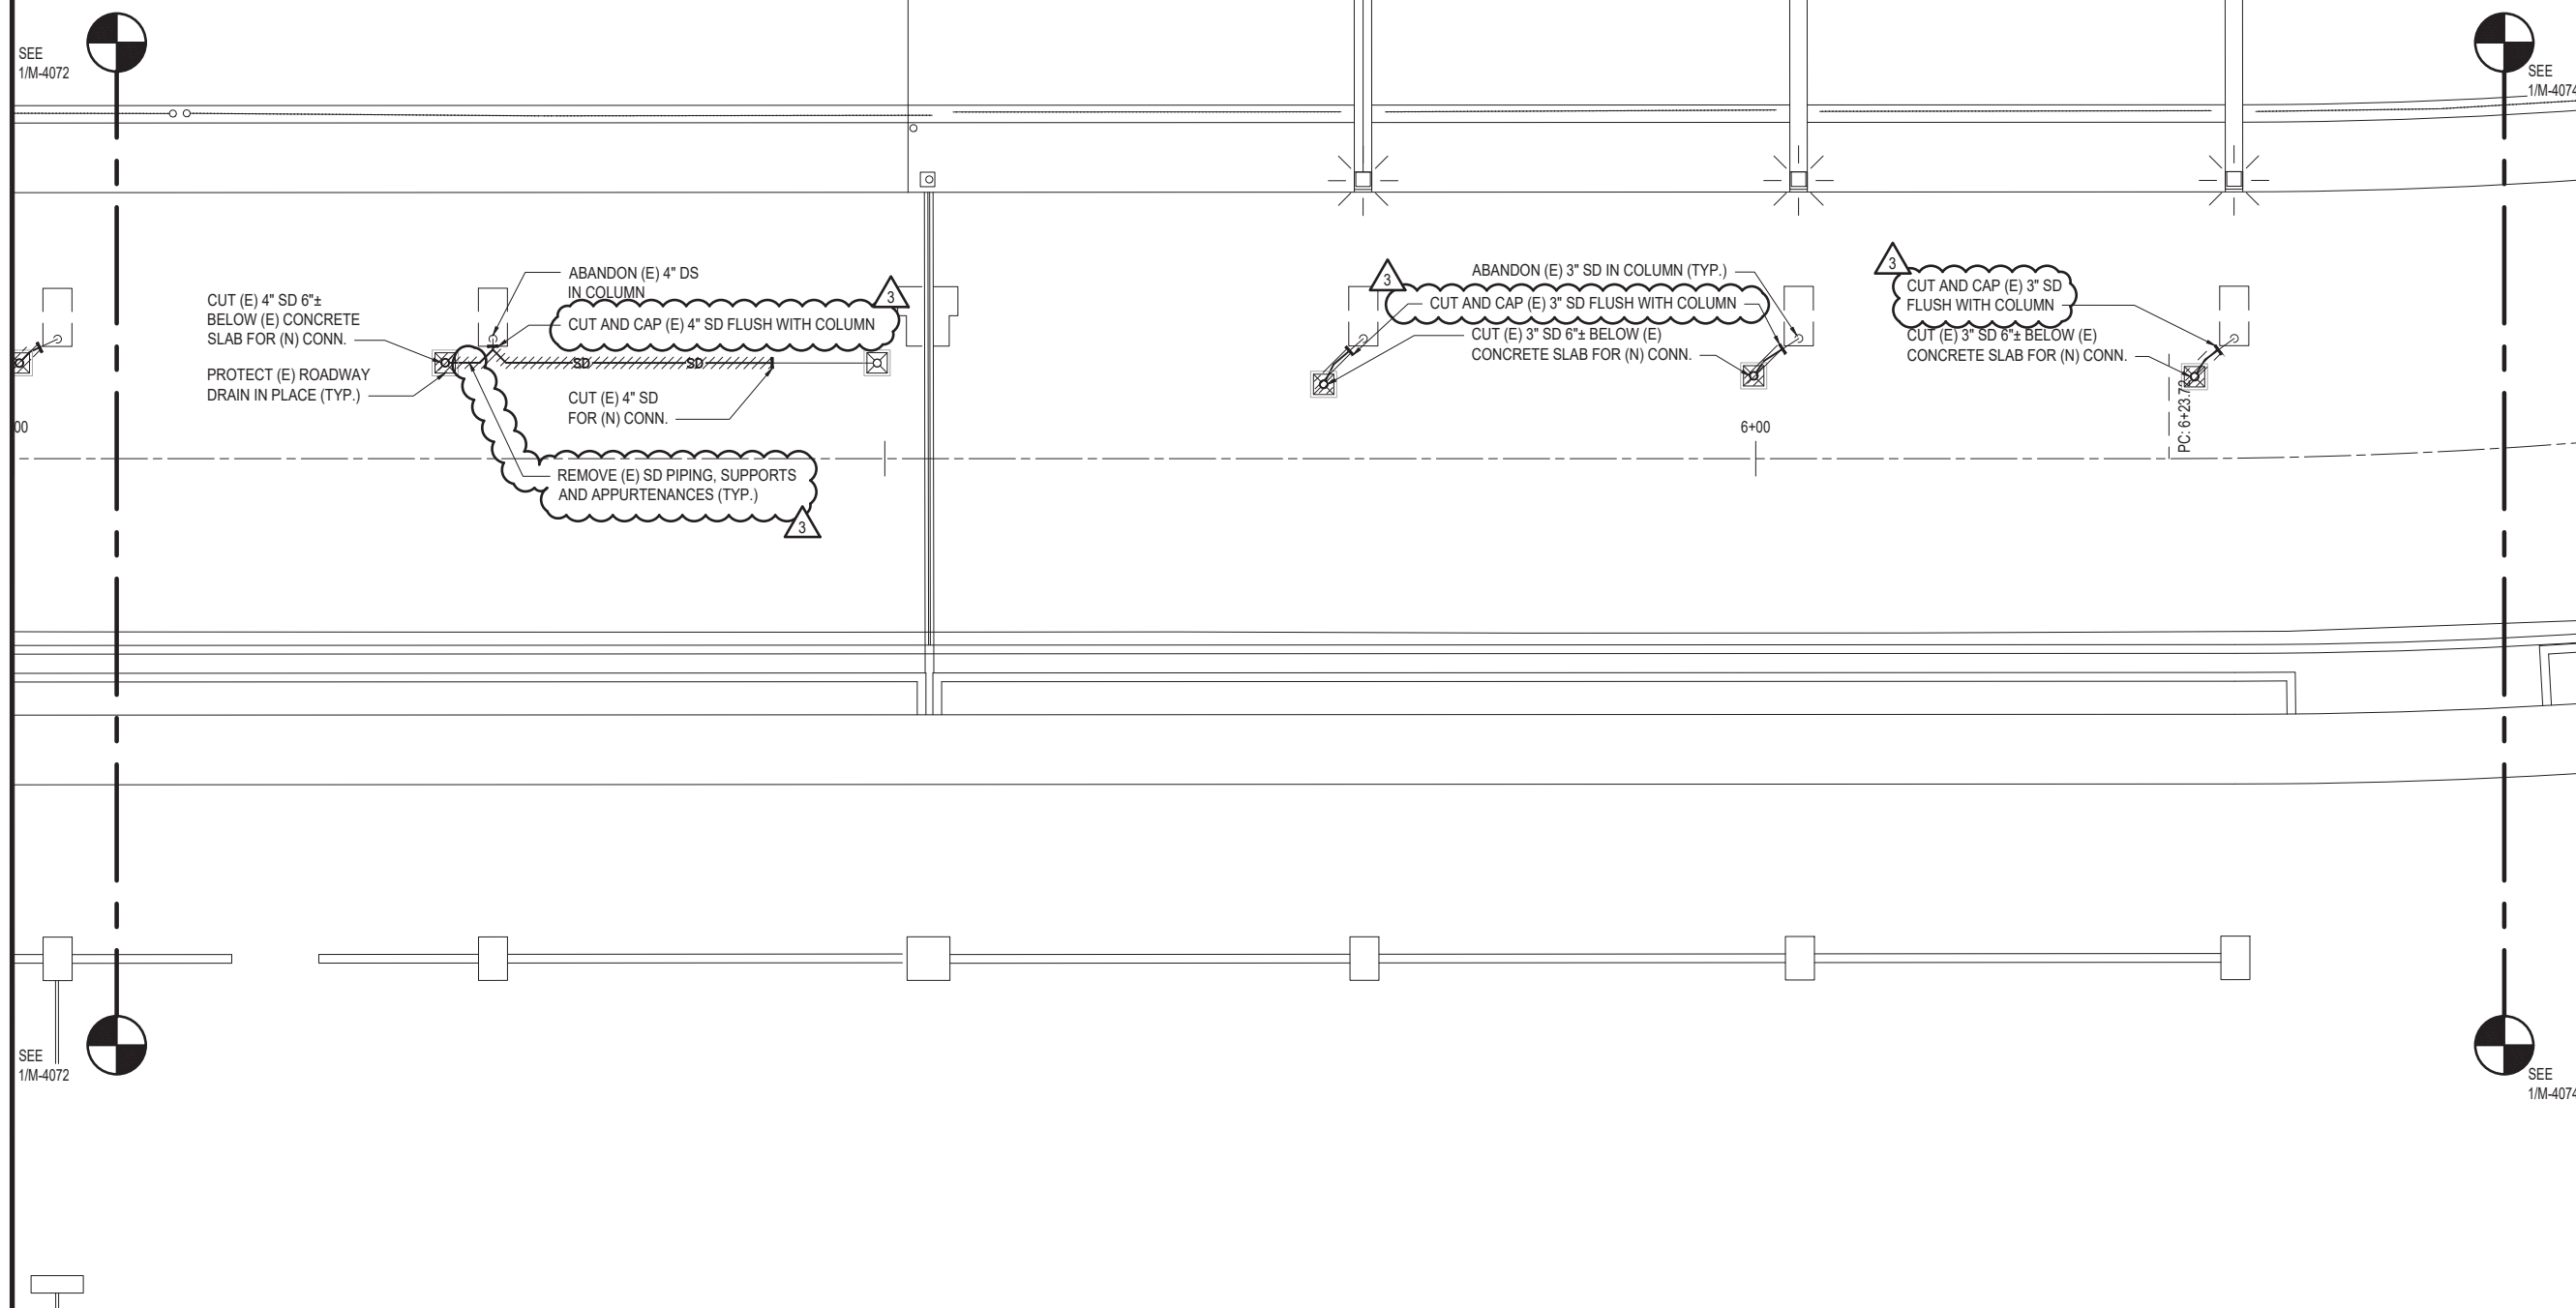 SEE
1/M-4072
SEE
1/M-4074
CUT (E) 4" SD 6"±
BELOW (E) CONCRETE
SLAB FOR (N) CONN.
PROTECT (E) ROADWAY
DRAIN IN PLACE (TYP.)
00
ABANDON (E) 4" DS
IN COLUMN
3
CUT AND CAP (E) 4" SD FLUSH WITH COLUMN
SD
SD
CUT (E) 4" SD
FOR (N) CONN.
REMOVE (E) SD PIPING, SUPPORTS
AND APPURTENANCES (TYP.)
3
3
ABANDON (E) 3" SD IN COLUMN (TYP.)
CUT AND CAP (E) 3" SD FLUSH WITH COLUMN
CUT (E) 3" SD 6"± BELOW (E)
CONCRETE SLAB FOR (N) CONN.
6+00
3
CUT AND CAP (E) 3" SD
FLUSH WITH COLUMN
CUT (E) 3" SD 6"± BELOW (E)
CONCRETE SLAB FOR (N) CONN.
PC: 6+23.72
SEE
1/M-4072
SEE
1/M-4074